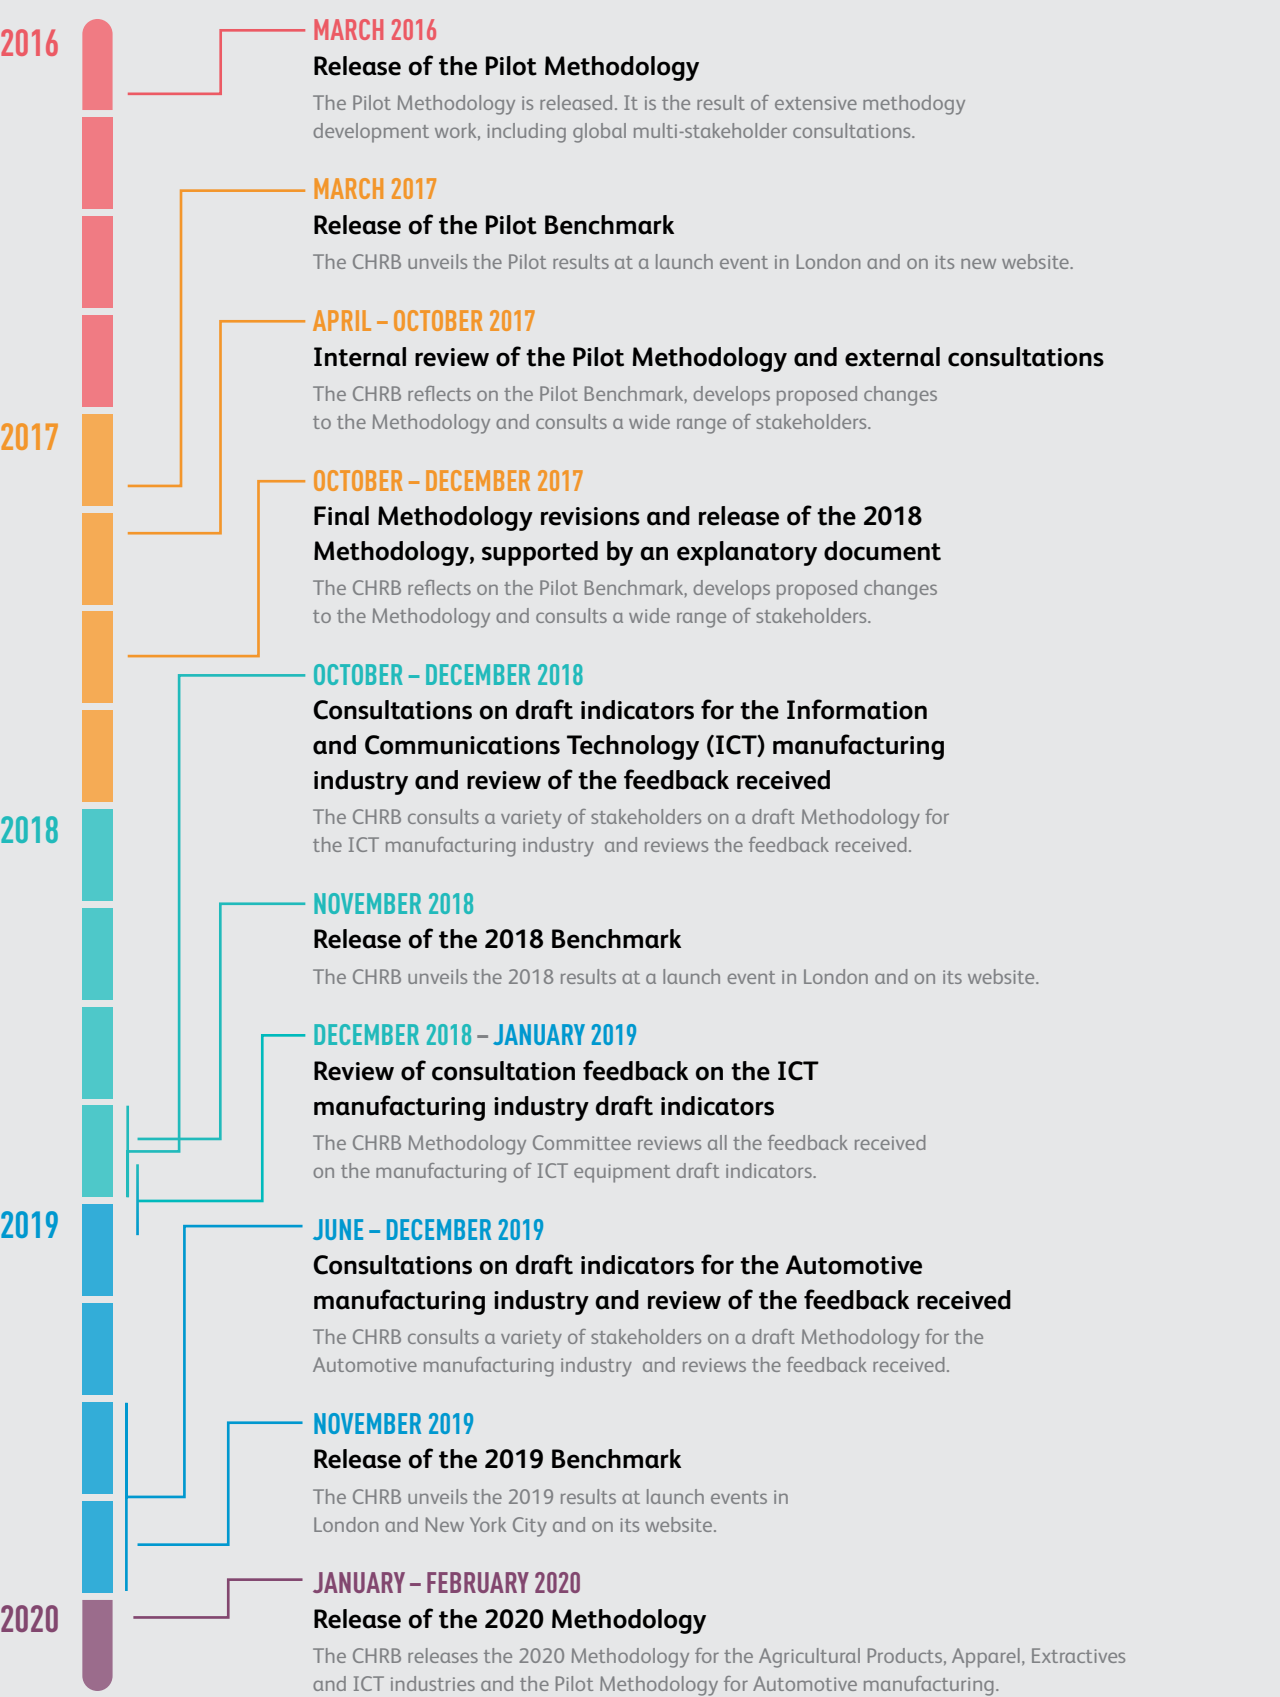 2016
MARCH 2016
Release of the Pilot Methodology
The Pilot Methodology is released. It is the result of extensive methodogy
development work, including global multi-stakeholder consultations.
MARCH 2017
Release of the Pilot Benchmark
The CHRB unveils the Pilot results at a launch event in London and on its new website.
APRIL – OCTOBER 2017
Internal review of the Pilot Methodology and external consultations
The CHRB reflects on the Pilot Benchmark, develops proposed changes
to the Methodology and consults a wide range of stakeholders.
2017
OCTOBER – DECEMBER 2017
Final Methodology revisions and release of the 2018
Methodology, supported by an explanatory document
The CHRB reflects on the Pilot Benchmark, develops proposed changes
to the Methodology and consults a wide range of stakeholders.
OCTOBER – DECEMBER 2018
Consultations on draft indicators for the Information
and Communications Technology (ICT) manufacturing
industry and review of the feedback received
The CHRB consults a variety of stakeholders on a draft Methodology for
the ICT manufacturing industry and reviews the feedback received.
2018
NOVEMBER 2018
Release of the 2018 Benchmark
The CHRB unveils the 2018 results at a launch event in London and on its website.
DECEMBER 2018 – JANUARY 2019
Review of consultation feedback on the ICT
manufacturing industry draft indicators
The CHRB Methodology Committee reviews all the feedback received
on the manufacturing of ICT equipment draft indicators.
2019
JUNE – DECEMBER 2019
Consultations on draft indicators for the Automotive
manufacturing industry and review of the feedback received
The CHRB consults a variety of stakeholders on a draft Methodology for the
Automotive manufacturing industry and reviews the feedback received.
NOVEMBER 2019
Release of the 2019 Benchmark
The CHRB unveils the 2019 results at launch events in
London and New York City and on its website.
JANUARY – FEBRUARY 2020
2020
Release of the 2020 Methodology
The CHRB releases the 2020 Methodology for the Agricultural Products, Apparel, Extractives
and ICT industries and the Pilot Methodology for Automotive manufacturing.